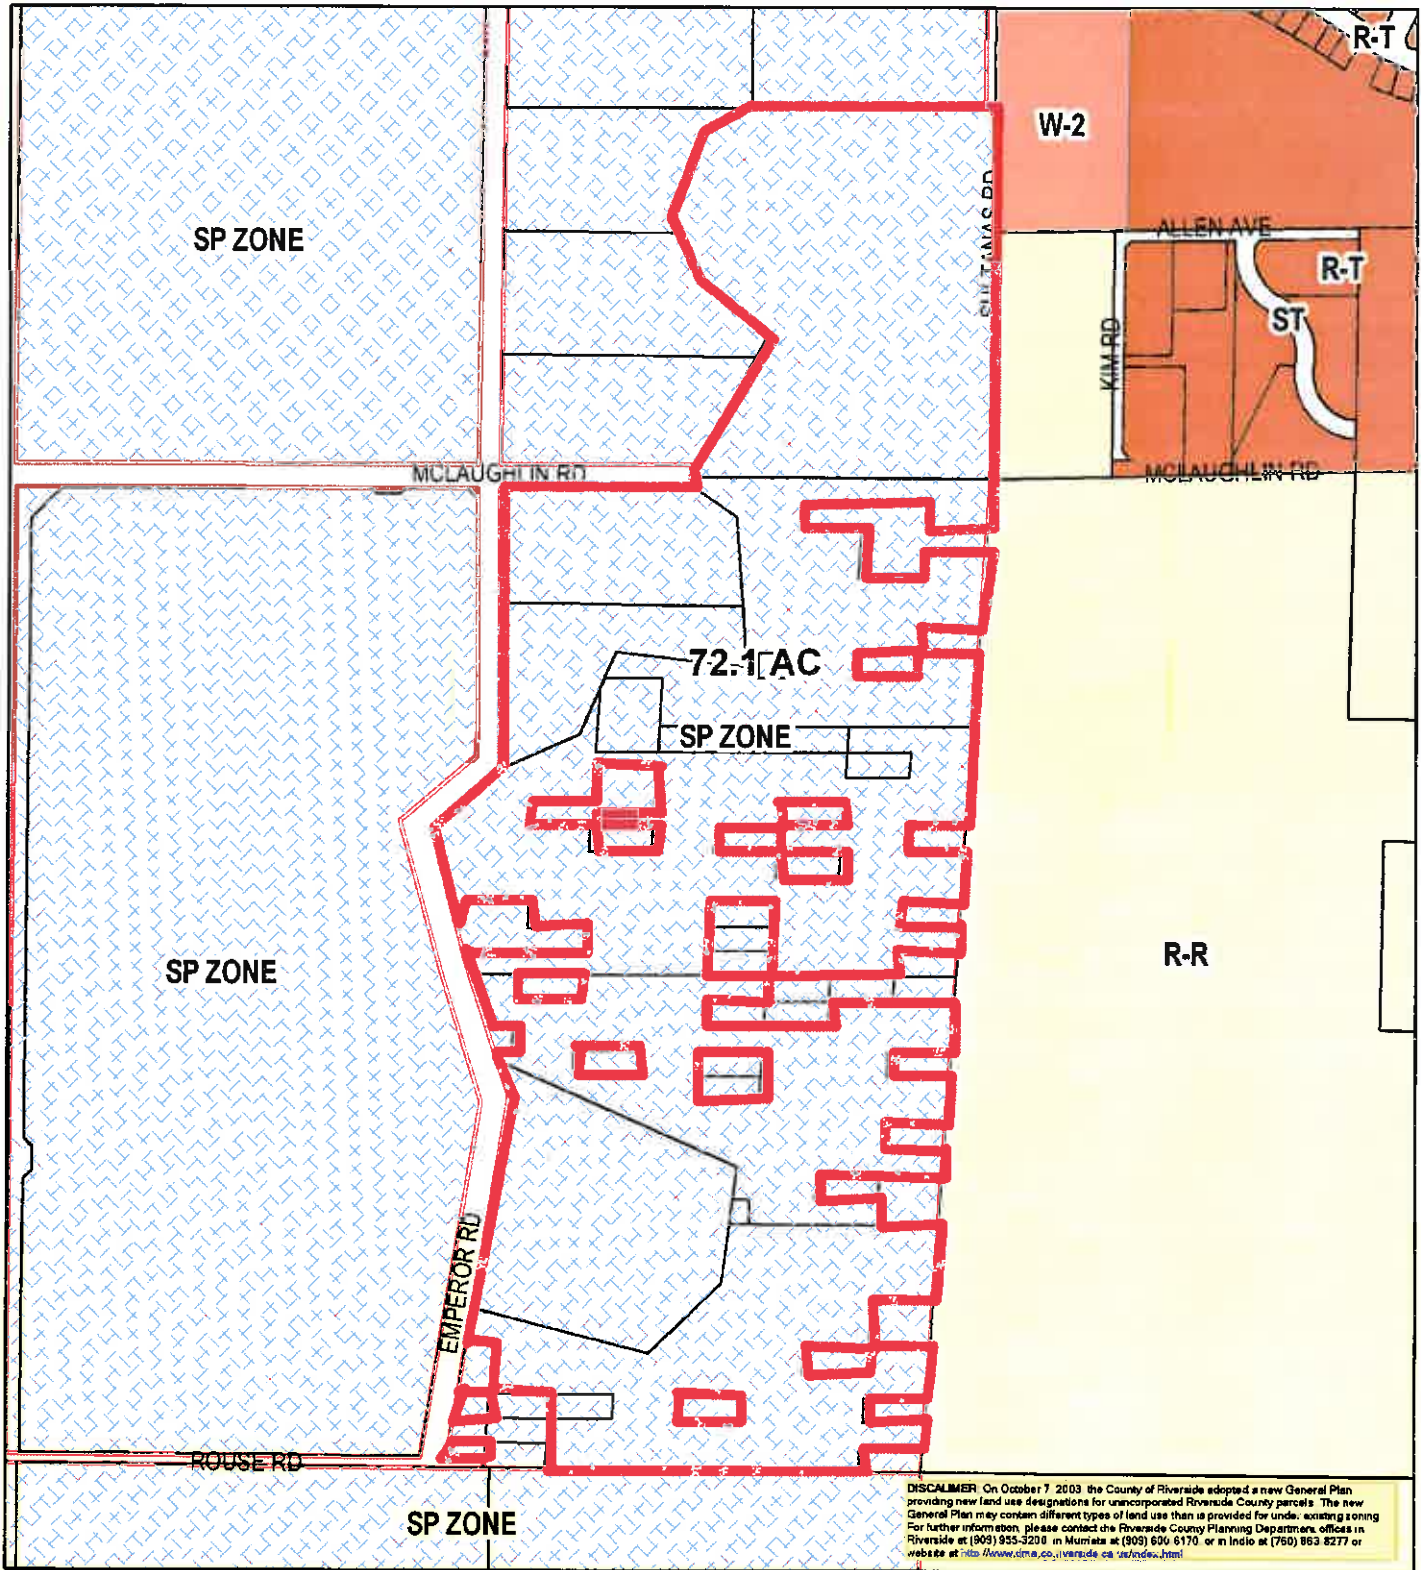 R-T
W-2
SP ZONE
SULTANAS RD
ALLEN AVE
R-T
ST
KIM RD
MCLAUGHLIN RD
MCLAUGHLIN RD
72.1 AC
SP ZONE
SP ZONE
R-R
EMPEROR RD
ROUSE RD
SP ZONE
DISCLAIMER: On October 7, 2003, the County of Riverside adopted a new General Plan
providing new land use designations for unincorporated Riverside County parcels. The new
General Plan may contain different types of land use than is provided for under existing zoning.
For further information, please contact the Riverside County Planning Department offices in
Riverside at (909) 955-3200, in Murrieta at (909) 600-6170, or in Indio at (760) 863-8277 or
website at